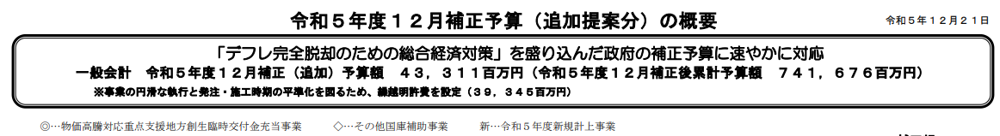 令和５年度１２月補正予算（追加提案分）の概要
令和５年１２月２１日
「デフレ完全脱却のための総合経済対策」を盛り込んだ政府の補正予算に速やかに対応
一般会計　令和５年度１２月補正（追加）予算額　４３，３１１百万円（令和５年度１２月補正後累計予算額　７４１，６７６百万円）
※事業の円滑な執行と発注・施工時期の平準化を図るため、繰越明許費を設定（３９，３４５百万円）
◎…物価高騰対応重点支援地方創生臨時交付金充当事業　　◇…その他国庫補助事業　　新…令和５年度新規計上事業